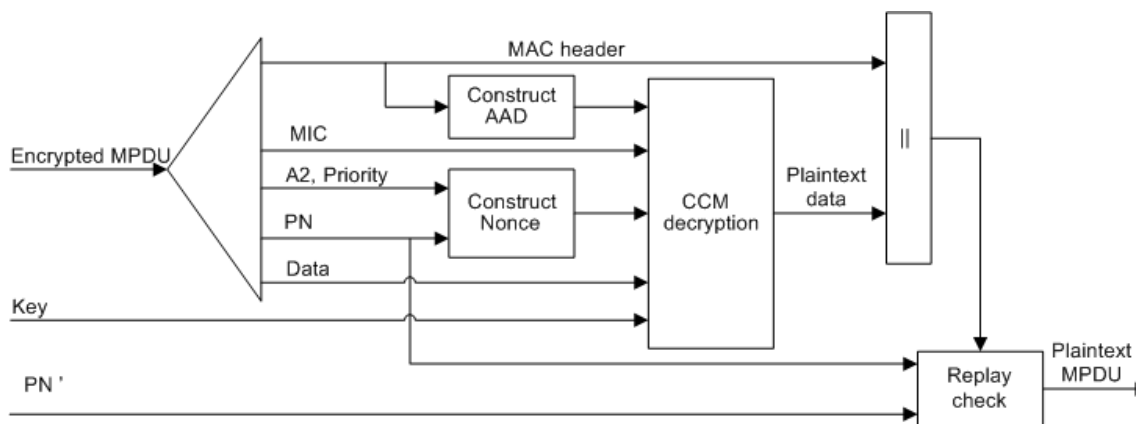 MAC header
Construct
AAD
MIC
Encrypted MPDU
A2, Priority
Construct
Nonce
PN
Data
Key
CCM
decryption
Plaintext
data
||
PN '
Replay
check
Plaintext
MPDU